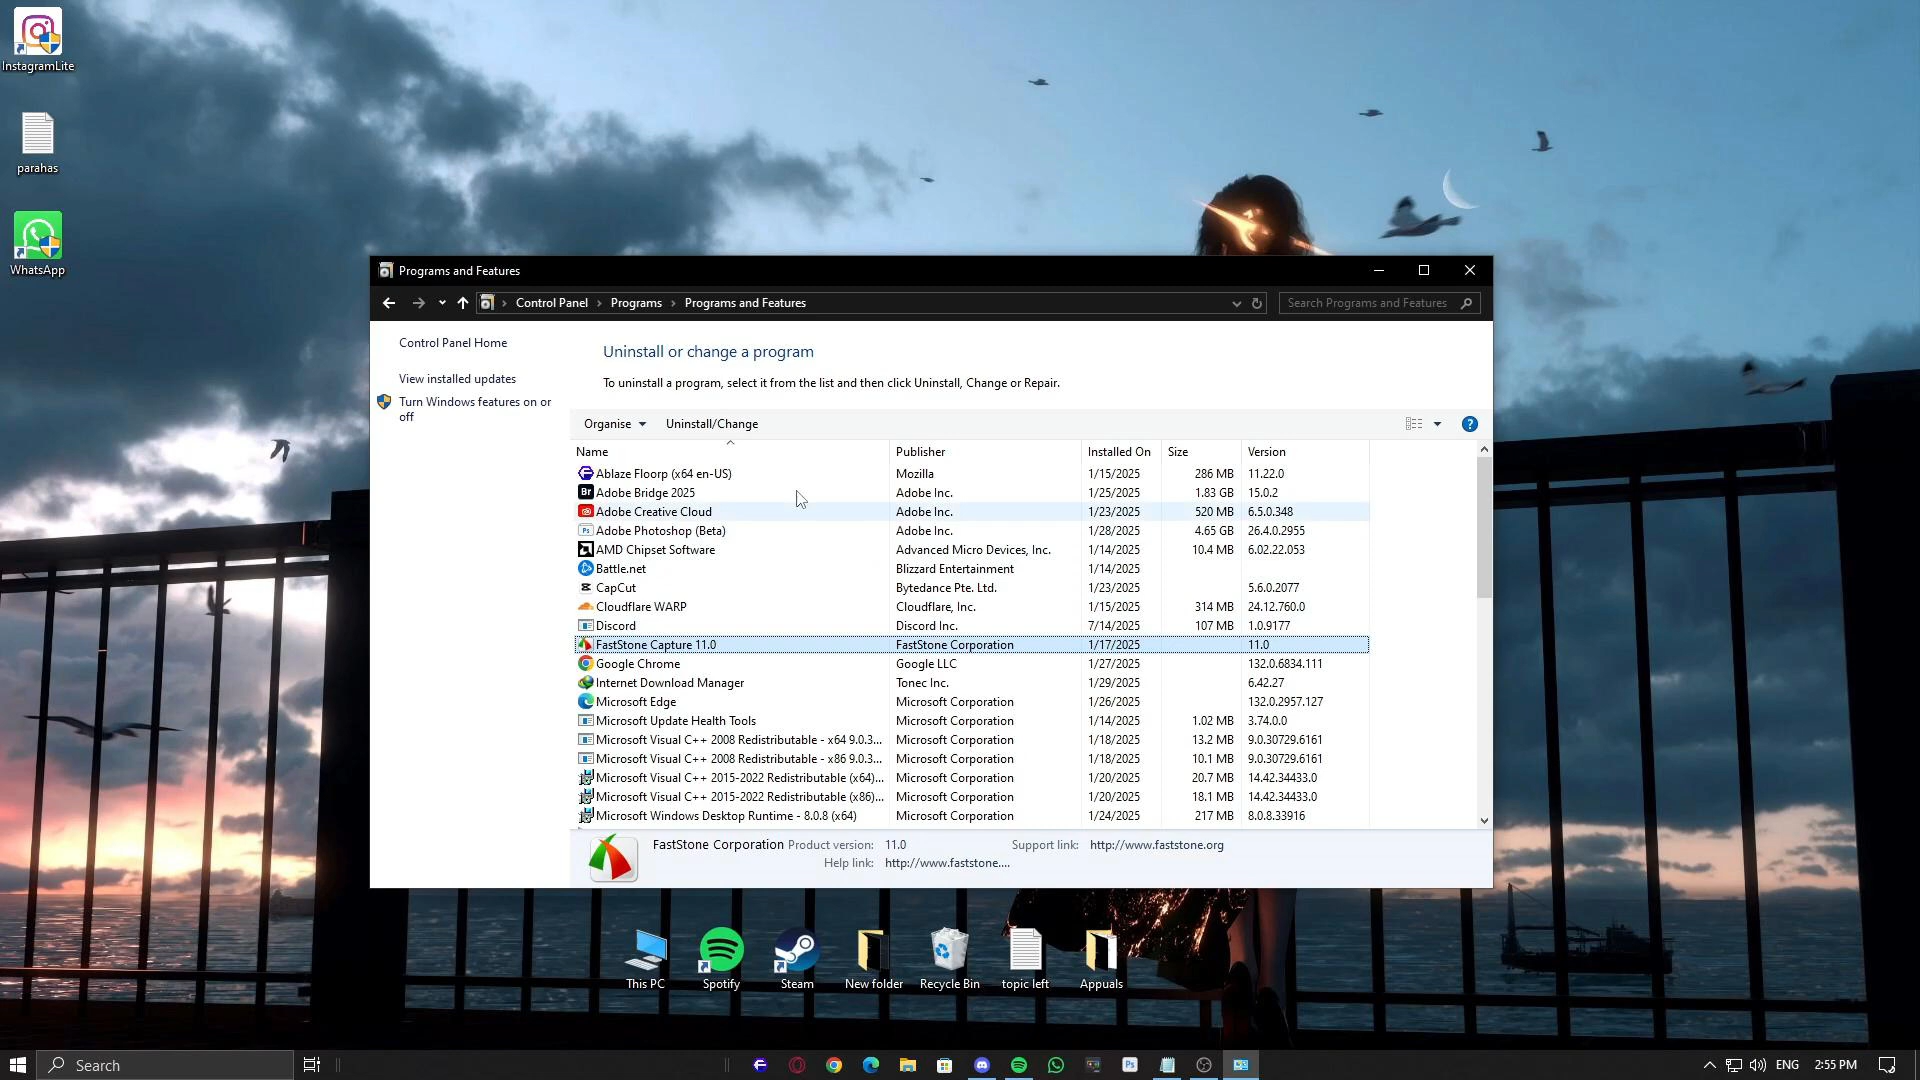 InstagramLite
parahas
WhatsApp
Programs and Features
Control Panel Programs Programs and Features
Search Programs and Features
Control Panel Home
View installed updates
Turn Windows features on or
off
Uninstall or change a program
To uninstall a program, select it from the list and then click Uninstall, Change or Repair.
Organise Uninstall/Change
Name Publisher Installed On Size Version
Ablaze Floorp (x64 en-US) Mozilla 1/15/2025 286 MB 11.22.0
Adobe Bridge 2025 Adobe Inc. 1/25/2025 1.83 GB 15.0.2
Adobe Creative Cloud Adobe Inc. 1/23/2025 520 MB 6.5.0.348
Adobe Photoshop (Beta) Adobe Inc. 1/28/2025 4.65 GB 26.4.0.2955
AMD Chipset Software Advanced Micro Devices, Inc. 1/14/2025 10.4 MB 6.02.22.053
Battle.net Blizzard Entertainment 1/14/2025
CapCut Bytedance Pte. Ltd. 1/23/2025 5.6.0.2077
Cloudflare WARP Cloudflare, Inc. 1/15/2025 314 MB 24.12.760.0
Discord Discord Inc. 7/14/2025 107 MB 1.0.9177
FastStone Capture 11.0 FastStone Corporation 1/17/2025 11.0
Google Chrome Google LLC 1/27/2025 132.0.6834.111
Internet Download Manager Tonec Inc. 1/29/2025 6.42.27
Microsoft Edge Microsoft Corporation 1/26/2025 132.0.2957.127
Microsoft Update Health Tools Microsoft Corporation 1/14/2025 1.02 MB 3.74.0.0
Microsoft Visual C++ 2008 Redistributable - x64 9.0.3... Microsoft Corporation 1/18/2025 13.2 MB 9.0.30729.6161
Microsoft Visual C++ 2008 Redistributable - x86 9.0.3... Microsoft Corporation 1/18/2025 10.1 MB 9.0.30729.6161
Microsoft Visual C++ 2015-2022 Redistributable (x64)... Microsoft Corporation 1/20/2025 20.7 MB 14.42.34433.0
Microsoft Visual C++ 2015-2022 Redistributable (x86)... Microsoft Corporation 1/20/2025 18.1 MB 14.42.34433.0
Microsoft Windows Desktop Runtime - 8.0.8 (x64) Microsoft Corporation 1/24/2025 217 MB 8.0.8.33916
FastStone Corporation Product version: 11.0 Support link: http://www.faststone.org
Help link: http://www.faststone....
This PC Spotify Steam New folder Recycle Bin topic left Appuals
Search ENG 2:55 PM